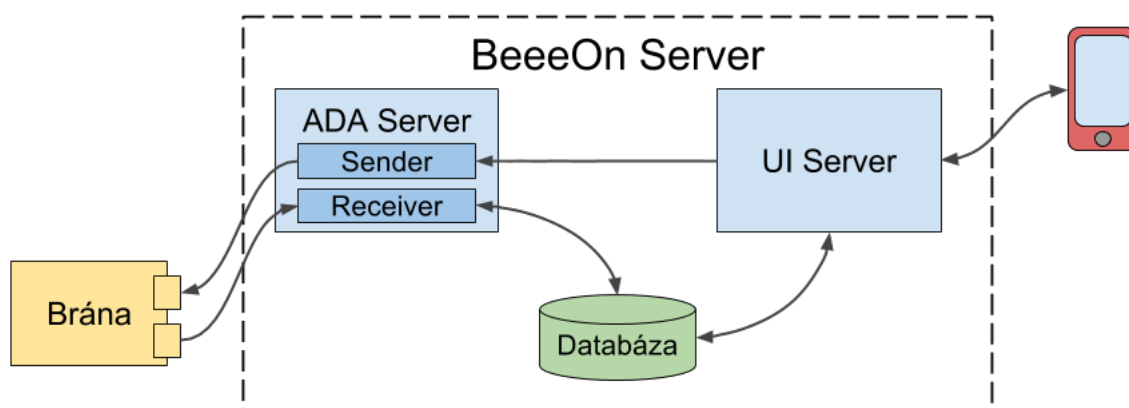 BeeeOn Server
ADA Server
Sender
Receiver
UI Server
Brána
Databáza